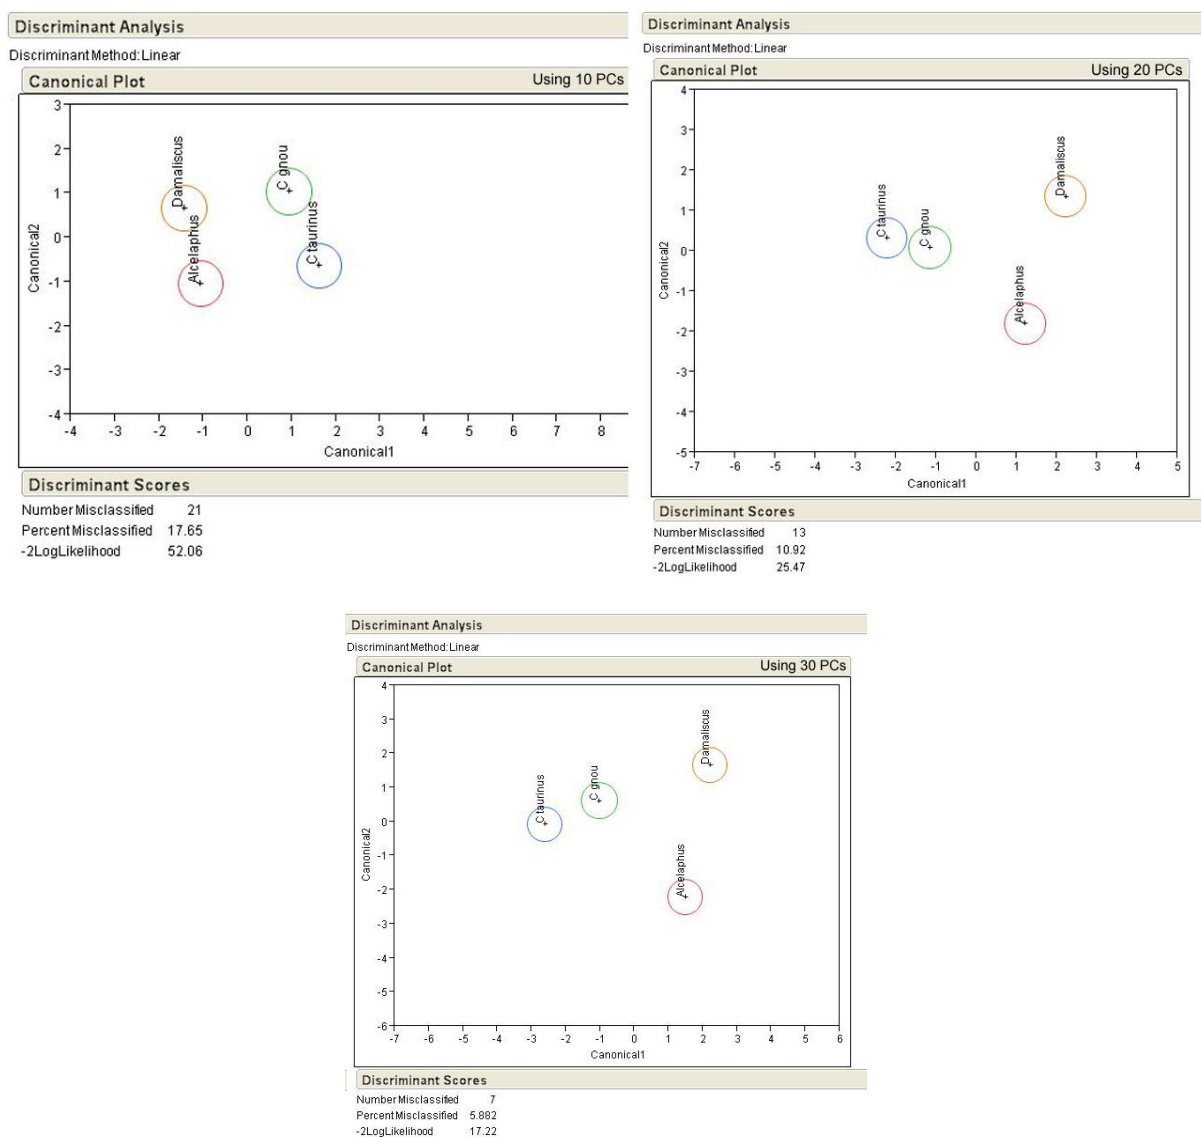 Discriminant Analysis
Discriminant Method: Linear
Canonical Plot Using 10 PCs
3
2
1
0
-1
-2
-3
-4
Canonical2
Damaliscus
Alcelaphus
C gnou
C taurinus
-4 -3 -2 -1 0 1 2 3 4 5 6 7 8
Canonical1
Discriminant Scores
Number Misclassified 21
Percent Misclassified 17.65
-2LogLikelihood 52.06
Discriminant Analysis
Discriminant Method: Linear
Canonical Plot Using 20 PCs
4
3
2
1
0
-1
-2
-3
-4
-5
Canonical2
C taurinus
C gnou
Alcelaphus
Damaliscus
-7 -6 -5 -4 -3 -2 -1 0 1 2 3 4 5
Canonical1
Discriminant Scores
Number Misclassified 13
Percent Misclassified 10.92
-2LogLikelihood 25.47
Discriminant Analysis
Discriminant Method: Linear
Canonical Plot Using 30 PCs
4
3
2
1
0
-1
-2
-3
-4
-5
-6
Canonical2
C taurinus
C gnou
Alcelaphus
Damaliscus
-7 -6 -5 -4 -3 -2 -1 0 1 2 3 4 5 6
Canonical1
Discriminant Scores
Number Misclassified 7
Percent Misclassified 5.882
-2LogLikelihood 17.22